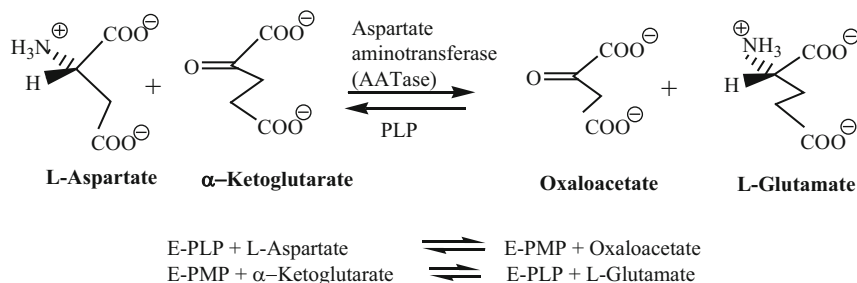 H₃N⊕ COO⊖
H
COO⊖
L-Aspartate
+
O COO⊖
COO⊖
α–Ketoglutarate
Aspartate
aminotransferase
(AATase)
PLP
O COO⊖
COO⊖
Oxaloacetate
+
⊕NH₃ COO⊖
H
COO⊖
L-Glutamate
E-PLP + L-Aspartate ⇌ E-PMP + Oxaloacetate
E-PMP + α–Ketoglutarate ⇌ E-PLP + L-Glutamate